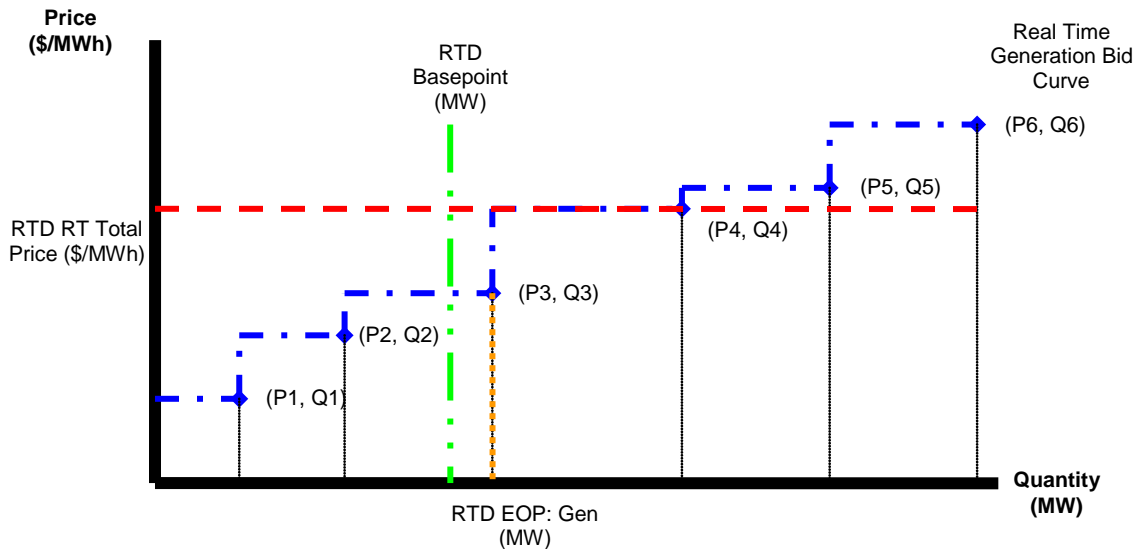 Price
($/MWh)
RTD
Basepoint
(MW)
Real Time
Generation Bid
Curve
(P6, Q6)
(P5, Q5)
RTD RT Total
Price ($/MWh)
(P4, Q4)
(P3, Q3)
(P2, Q2)
(P1, Q1)
Quantity
(MW)
RTD EOP: Gen
(MW)